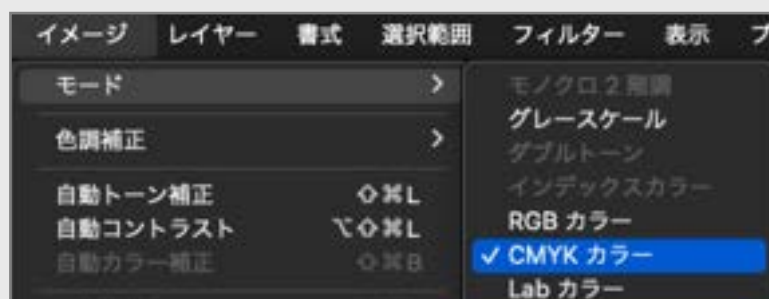 イメージ レイヤー 書式 選択範囲 フィルター 表示 プ
モード >
モノクロ 2 階調
グレースケール
色調補正 >
ダブルトーン
インデックスカラー
自動トーン補正 ⇧⌘L
RGB カラー
自動コントラスト ⌥⇧⌘L
✓ CMYK カラー
自動カラー補正 ⇧⌘B
Lab カラー